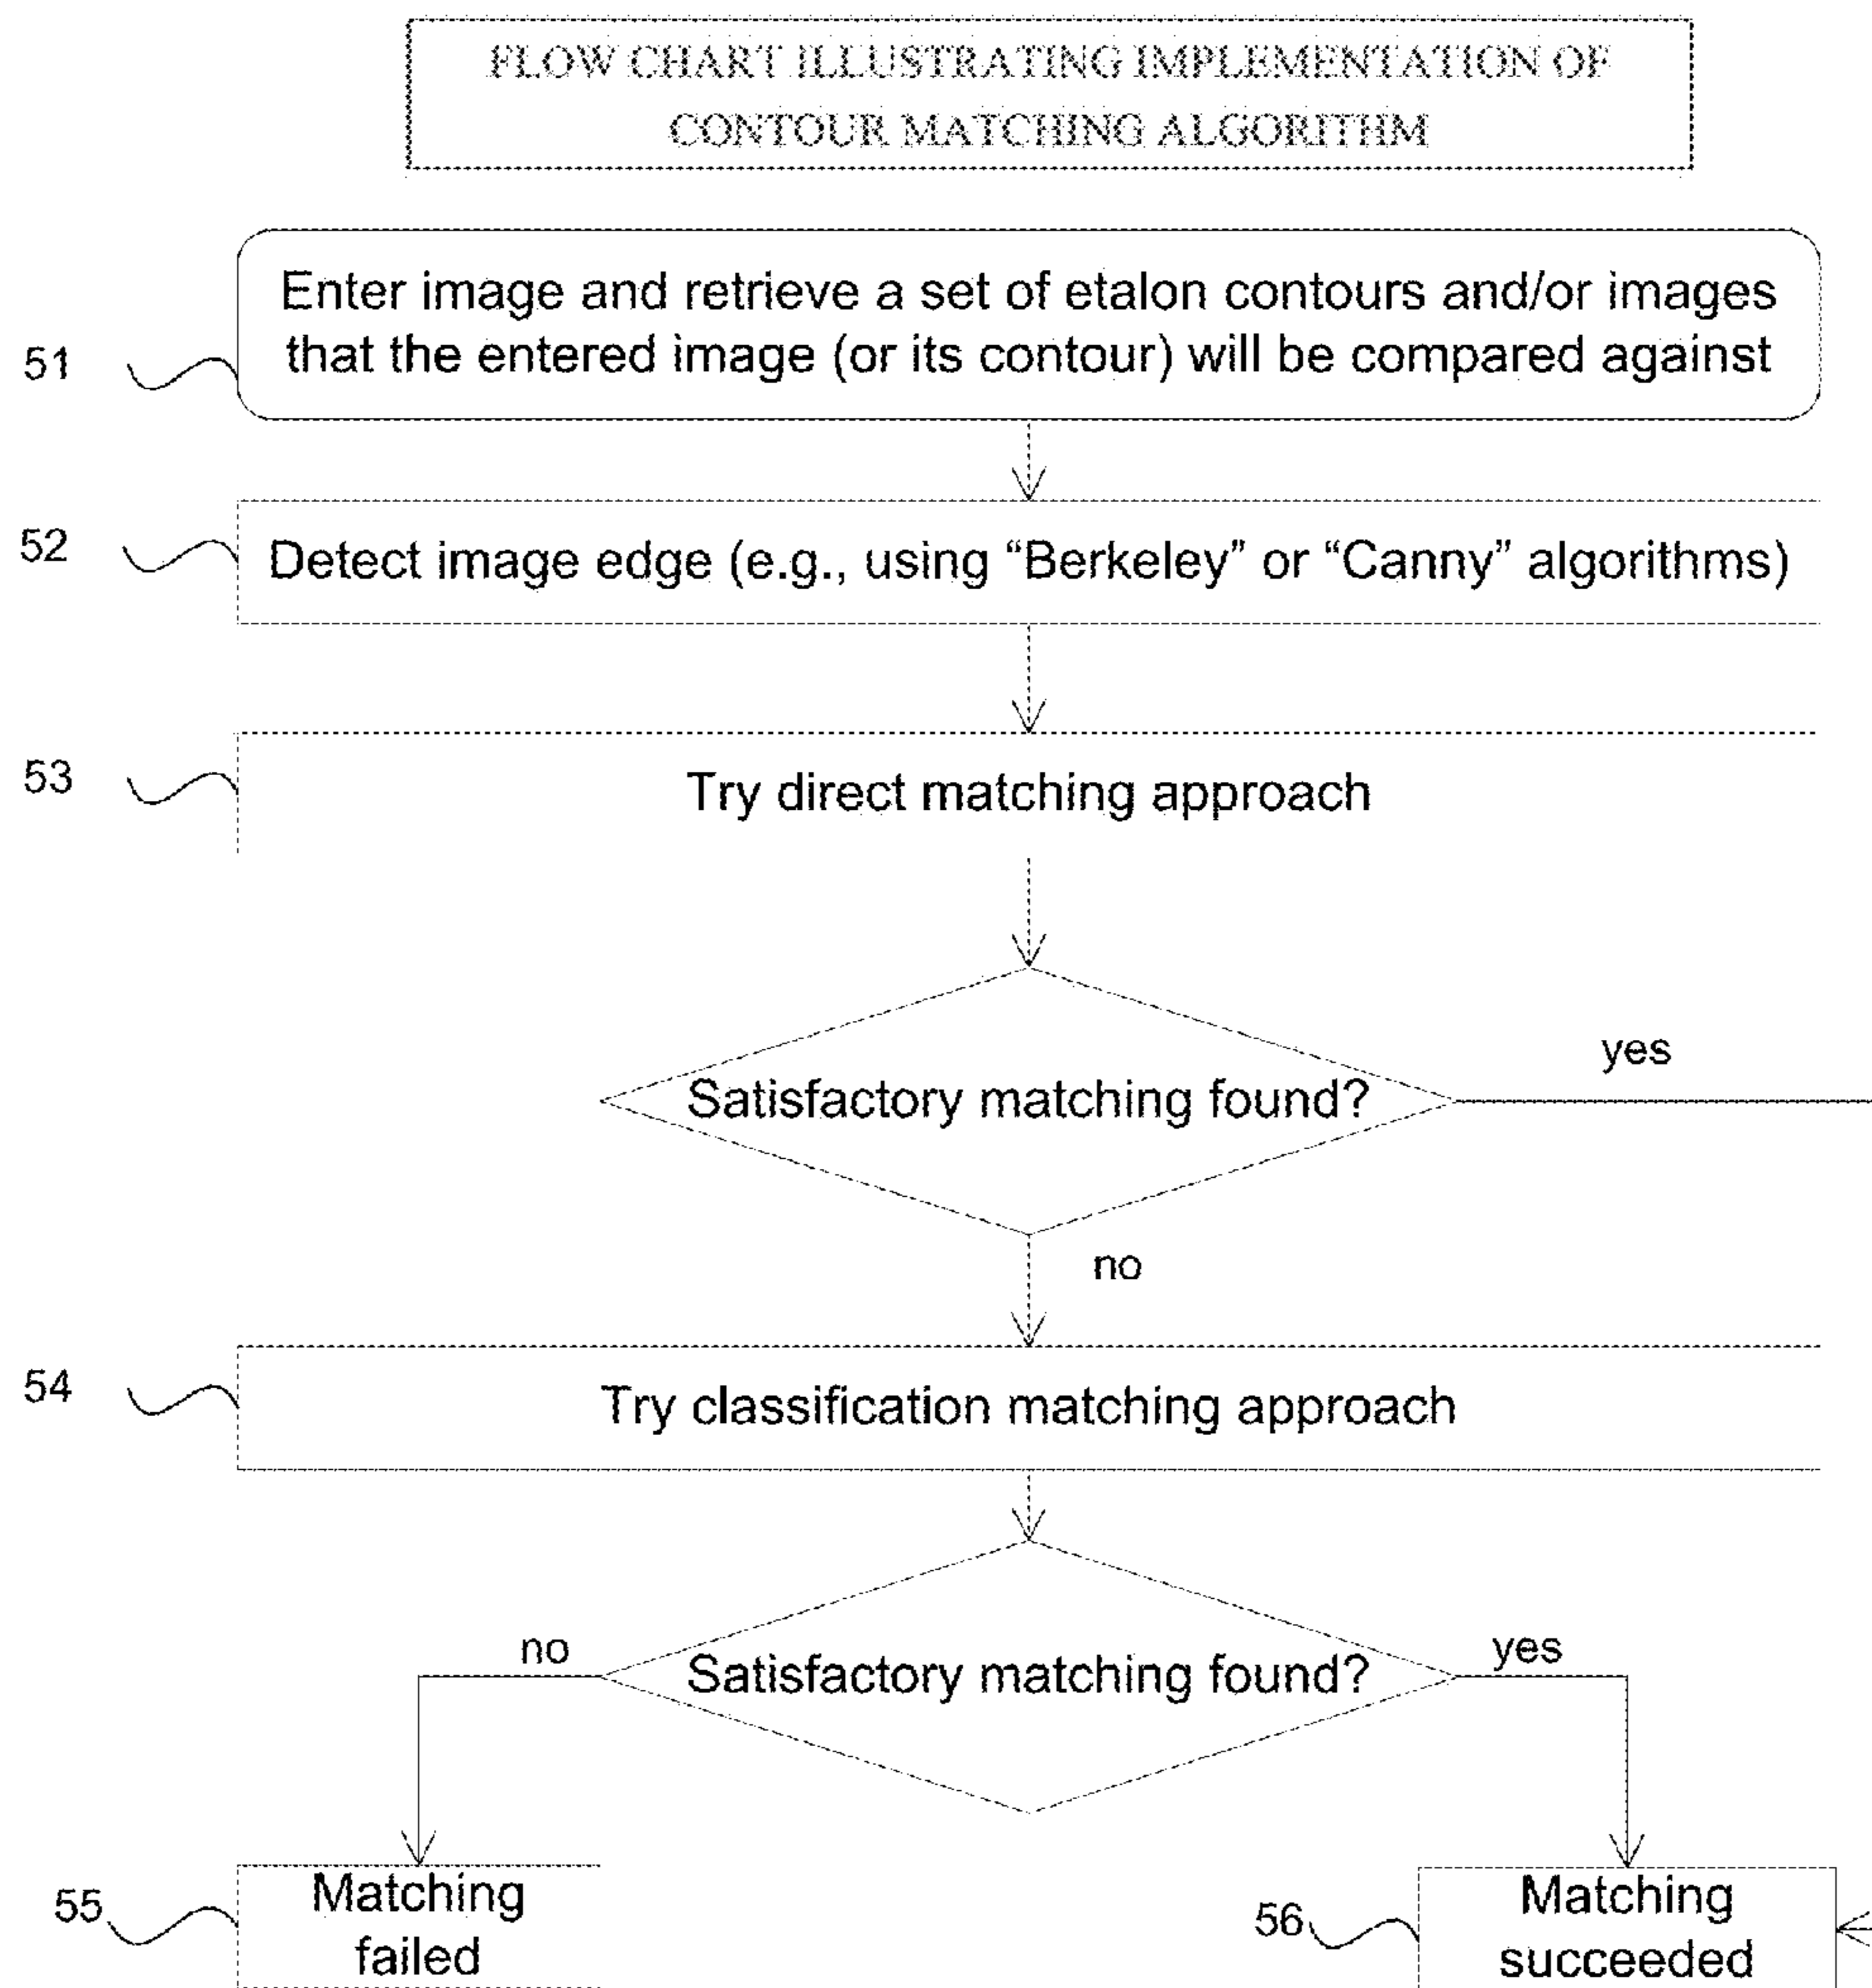 FLOW CHART ILLUSTRATING IMPLEMENTATION OF
CONTOUR MATCHING ALGORITHM
Enter image and retrieve a set of etalon contours and/or images
that the entered image (or its contour) will be compared against
51
52
Detect image edge (e.g., using “Berkeley” or “Canny” algorithms)
53
Try direct matching approach
yes
Satisfactory matching found?
no
54
Try classification matching approach
no
yes
Satisfactory matching found?
55
Matching
failed
56
Matching
succeeded